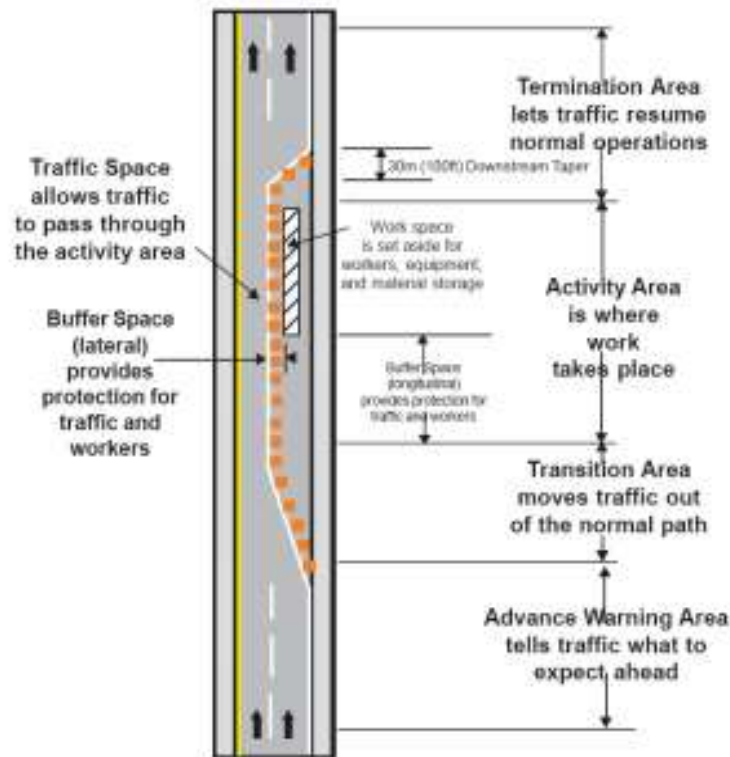 Termination Area
lets traffic resume
normal operations
30m (100ft) Downstream Taper
Traffic Space
allows traffic
to pass through
the activity area
Work space
is set aside for
workers, equipment,
and material storage
Activity Area
is where
work
takes place
Buffer Space
(lateral)
provides
protection for
traffic and
workers
Buffer Space
(longitudinal)
provides protection for
traffic and workers
Transition Area
moves traffic out
of the normal path
Advance Warning Area
tells traffic what to
expect ahead